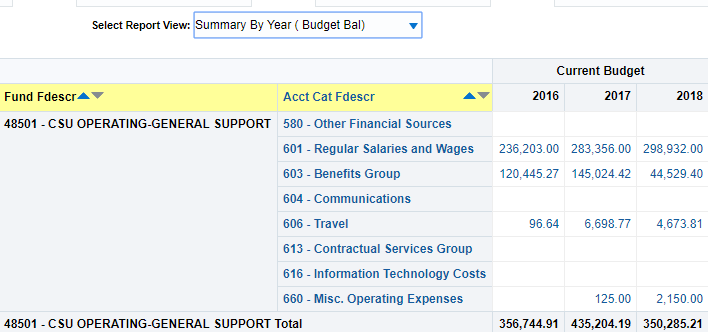 Select Report View: Summary By Year ( Budget Bal)
Current Budget
Fund Fdescr Acct Cat Fdescr 2016 2017 2018
48501 - CSU OPERATING-GENERAL SUPPORT 580 - Other Financial Sources
601 - Regular Salaries and Wages 236,203.00 283,356.00 298,932.00
603 - Benefits Group 120,445.27 145,024.42 44,529.40
604 - Communications
606 - Travel 96.64 6,698.77 4,673.81
613 - Contractual Services Group
616 - Information Technology Costs
660 - Misc. Operating Expenses 125.00 2,150.00
48501 - CSU OPERATING-GENERAL SUPPORT Total 356,744.91 435,204.19 350,285.21